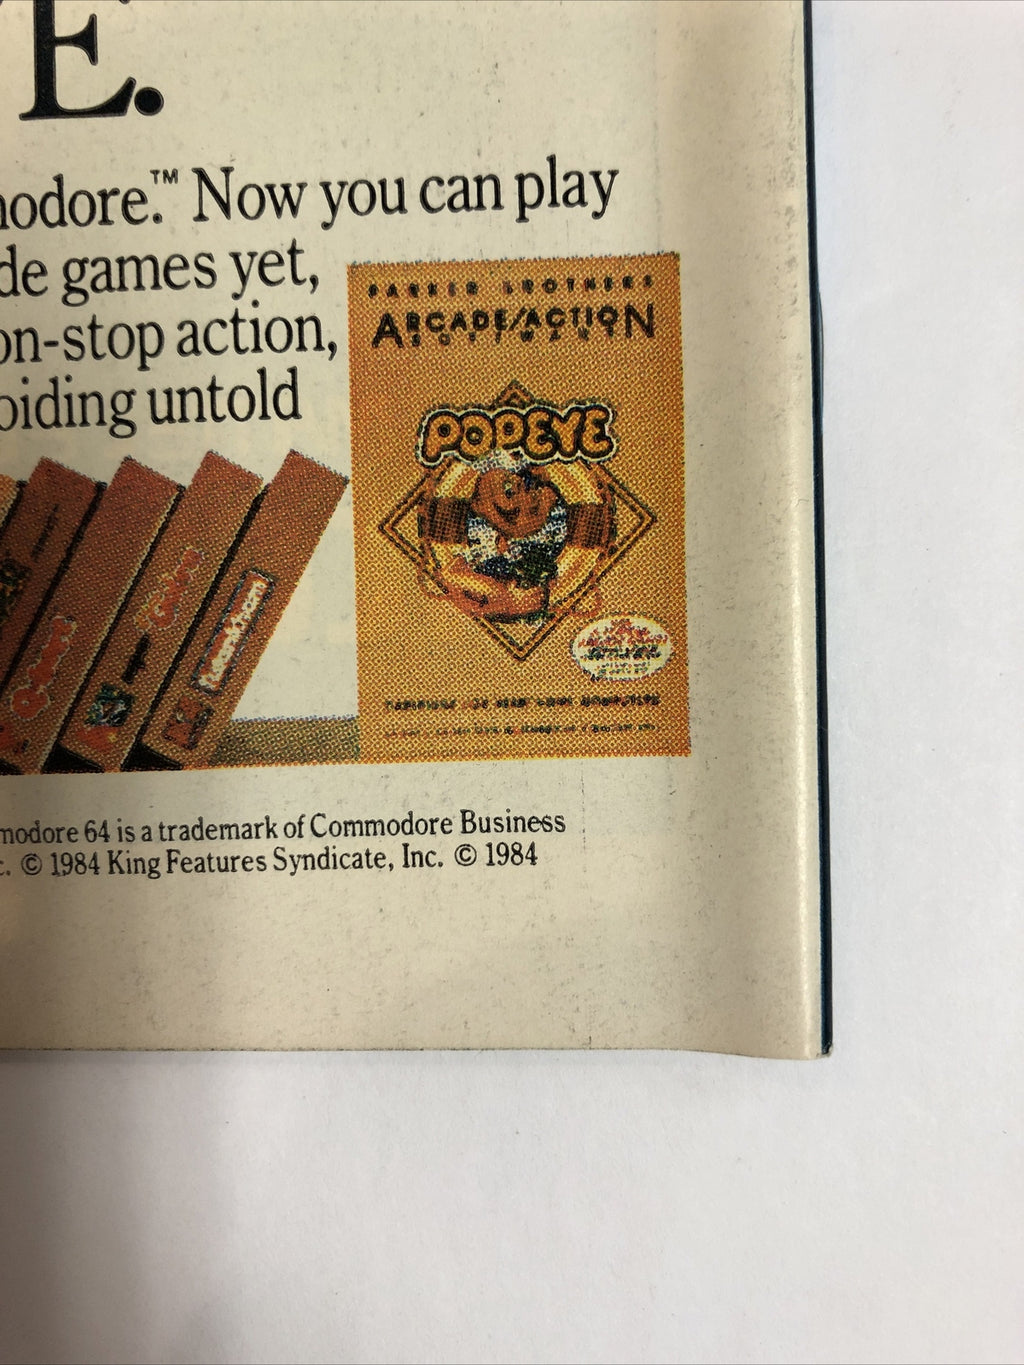 E.
modore.™ Now you can play
de games yet,
on-stop action,
oiding untold
PARKER BROTHERS
ARCADE/ACTION
SOFTWARE
POPEYE
modore 64 is a trademark of Commodore Business
c. © 1984 King Features Syndicate, Inc. © 1984